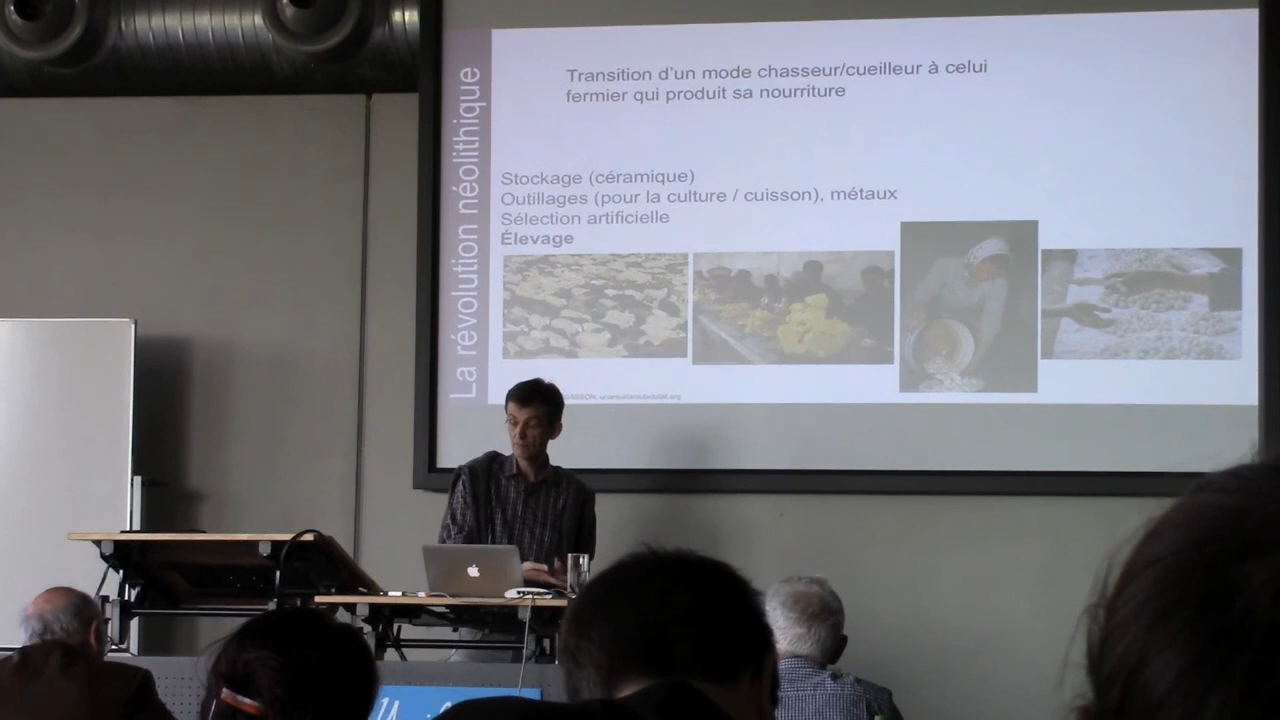 La révolution néolithique
Transition d'un mode chasseur/cueilleur à celui
fermier qui produit sa nourriture
Stockage (céramique)
Outillages (pour la culture / cuisson), métaux
Sélection artificielle
Élevage